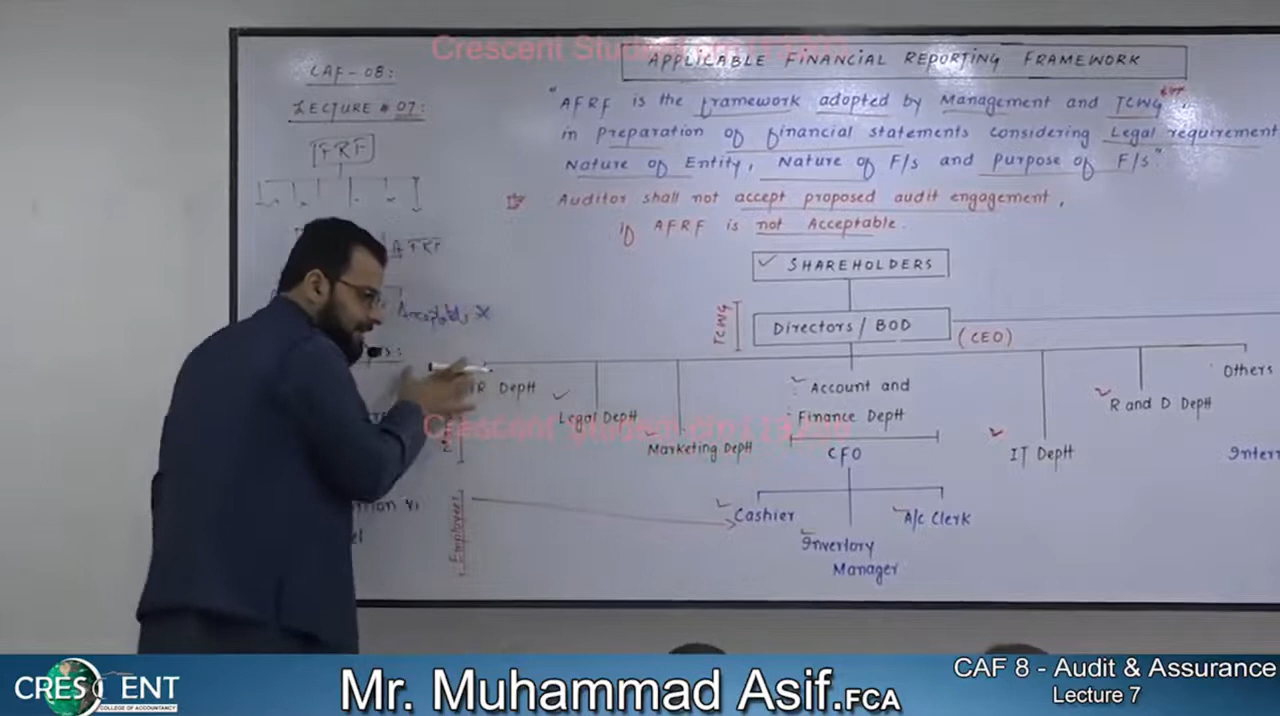 CAF-08:
LECTURE # 07:
FRF
FRF
Acceptable X
APPLICABLE FINANCIAL REPORTING FRAMEWORK
"AFRF is the framework adopted by Management and TCWG
in preparation of financial statements considering Legal requirement
Nature of Entity, Nature of F/s and Purpose of F/s"
Auditor shall not accept proposed audit engagement,
if AFRF is not Acceptable.
SHAREHOLDERS
TCWG
Directors / BOD
(CEO)
HR Deptt
Legal Deptt
Marketing Deptt
Account and
Finance Deptt
CFO
IT Deptt
R and D Deptt
Others
Employees
Cashier
Inventory
Manager
A/c Clerk
Crescent Student
Crescent Student
CRESCENT
COLLEGE OF ACCOUNTANCY
Mr. Muhammad Asif.FCA
CAF 8 - Audit & Assurance
Lecture 7